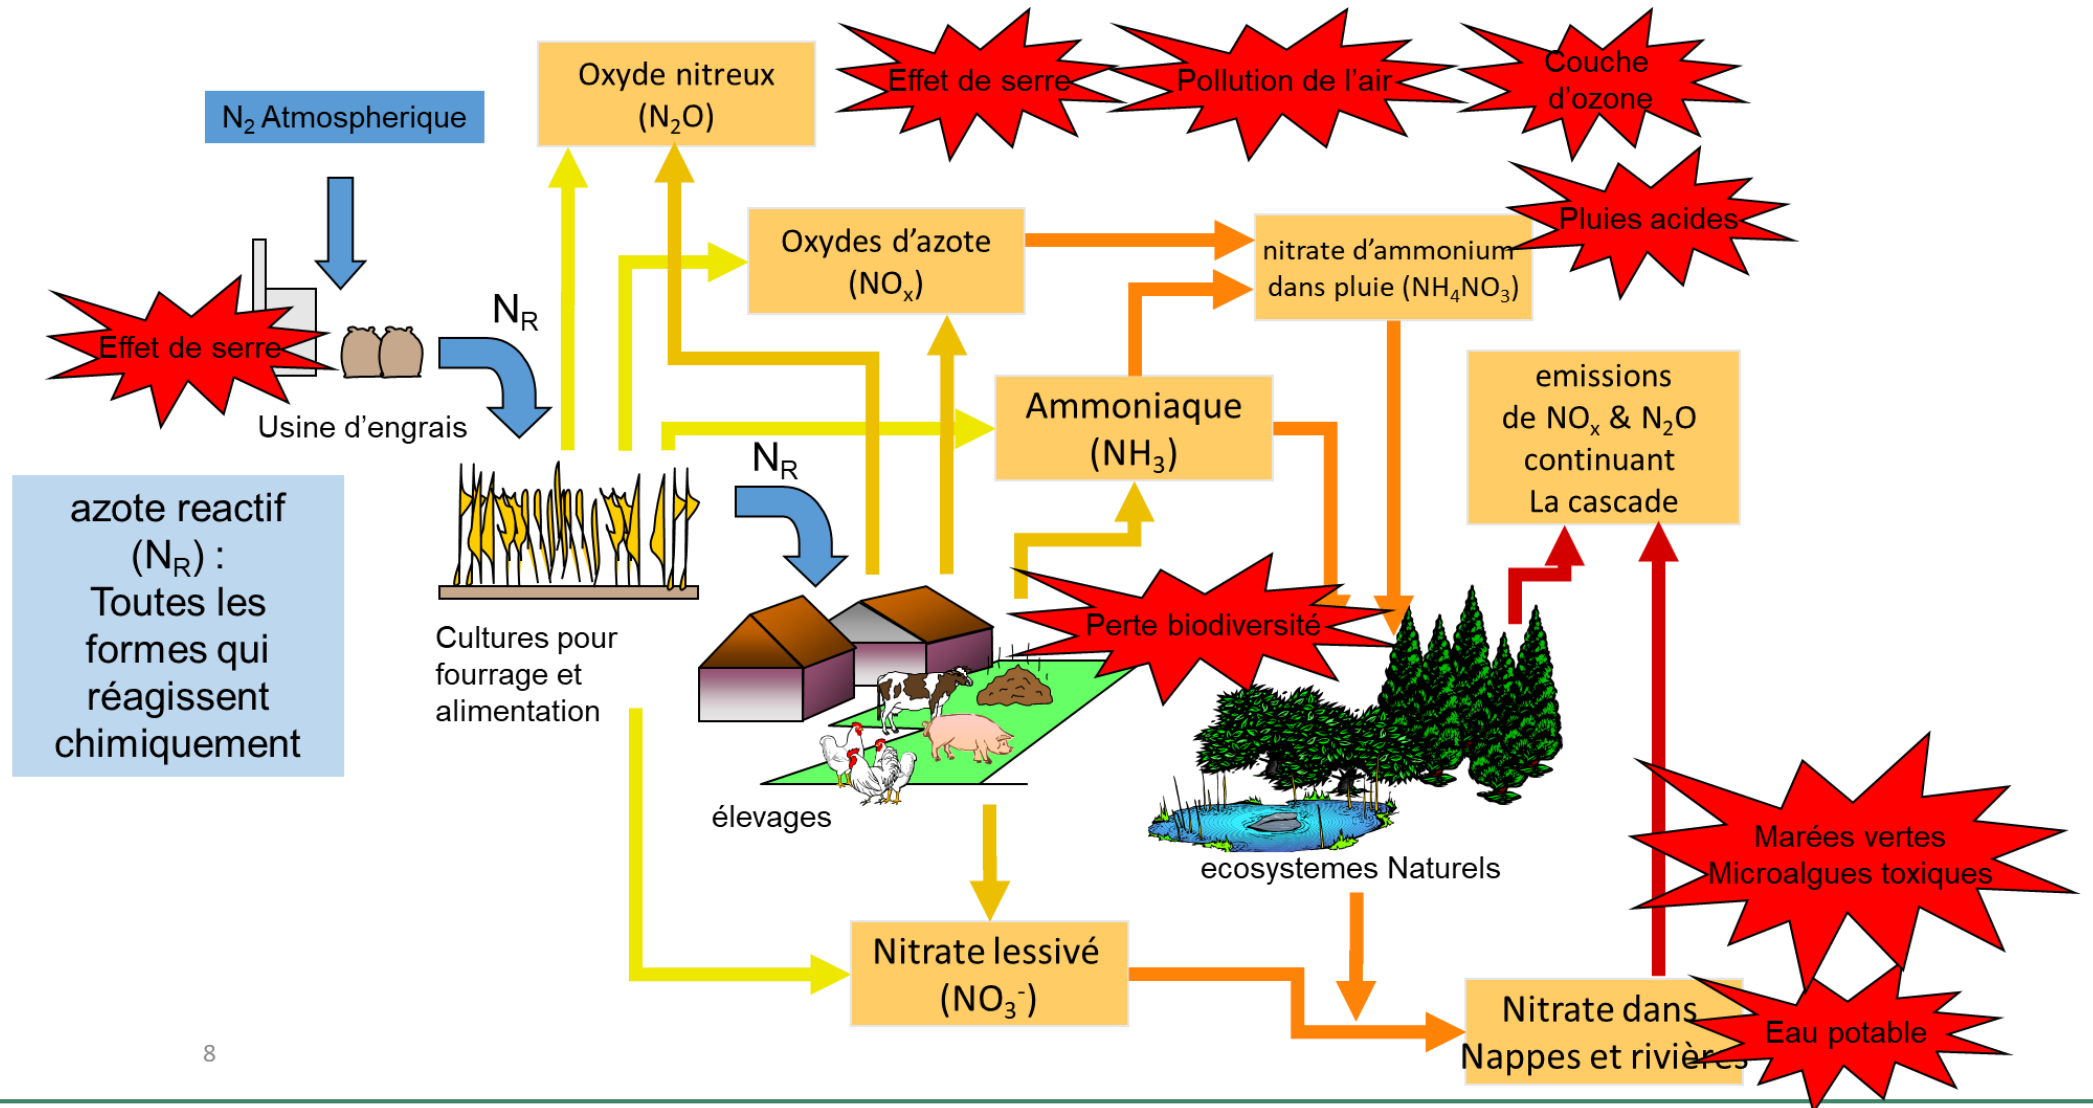 Oxyde nitreux
(N₂O)
Effet de serre
Pollution de l'air
Couche
d'ozone
N₂ Atmospherique
Pluies acides
Oxydes d'azote
(NOₓ)
nitrate d'ammonium
dans pluie (NH₄NO₃)
Effet de serre
N_R
Usine d'engrais
Ammoniaque
(NH₃)
emissions
de NOₓ & N₂O
continuant
La cascade
N_R
azote reactif
(N_R) :
Toutes les
formes qui
réagissent
chimiquement
Cultures pour
fourrage et
alimentation
Perte biodiversité
élevages
ecosystemes Naturels
Marées vertes
Microalgues toxiques
Nitrate lessivé
(NO₃⁻)
Nitrate dans
Nappes et rivières
Eau potable
8